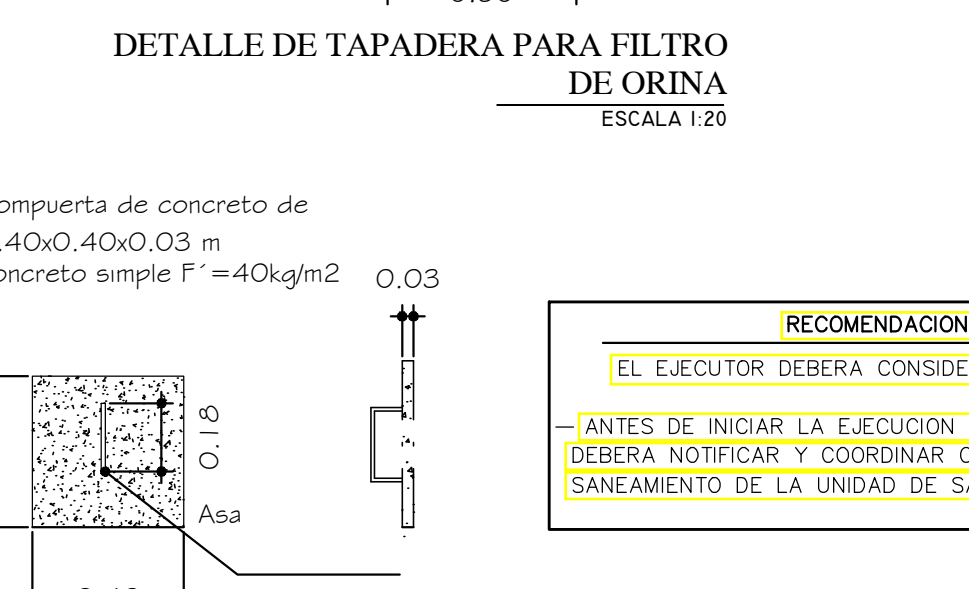 DETALLE DE TAPADERA PARA FILTRO
DE ORINA
ESCALA 1:20
ompuerta de concreto de
.40x0.40x0.03 m
oncreto simple F´=40kg/m2
0.03
0.18
Asa
RECOMENDACION
EL EJECUTOR DEBERA CONSIDE
— ANTES DE INICIAR LA EJECUCION
DEBERA NOTIFICAR Y COORDINAR C
SANEAMIENTO DE LA UNIDAD DE SA